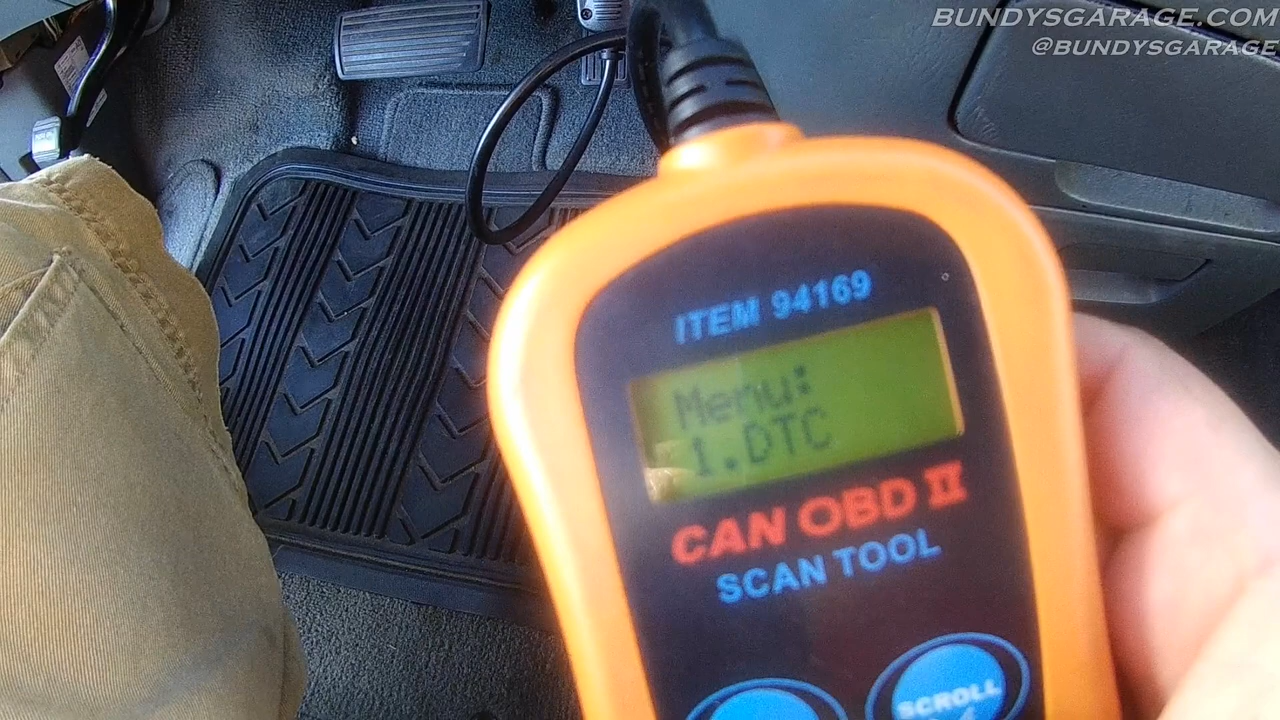 BUNDYSGARAGE.COM
@BUNDYSGARAGE
ITEM 94169
Menu:
1.DTC
CAN OBD II
SCAN TOOL
SCROLL